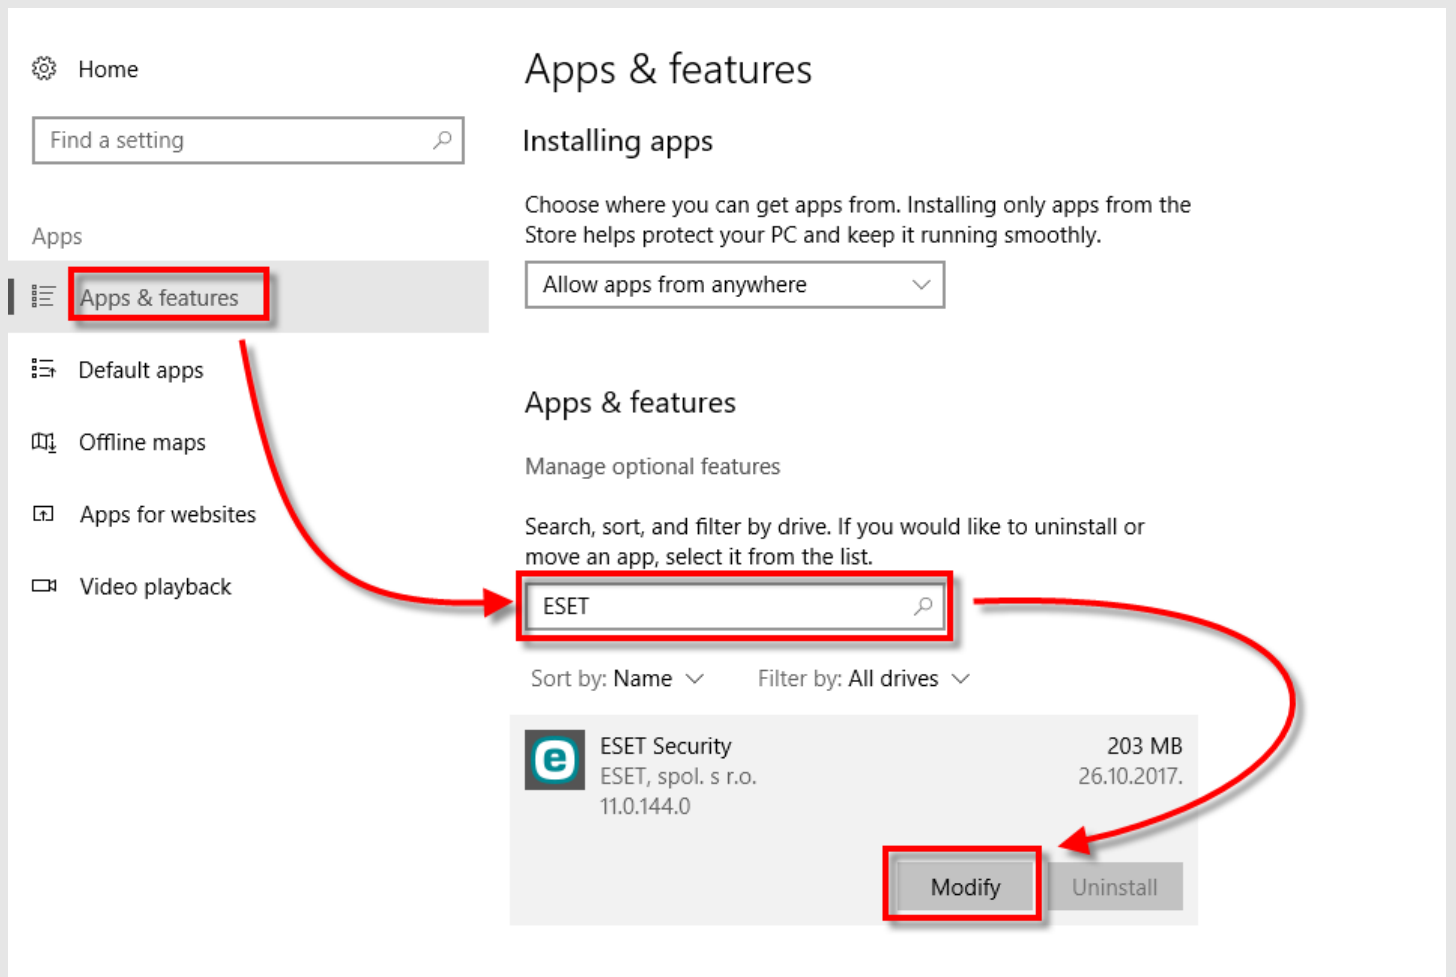 Home
Find a setting
Apps
Apps & features
Default apps
Offline maps
Apps for websites
Video playback
Apps & features
Installing apps
Choose where you can get apps from. Installing only apps from the
Store helps protect your PC and keep it running smoothly.
Allow apps from anywhere
Apps & features
Manage optional features
Search, sort, and filter by drive. If you would like to uninstall or
move an app, select it from the list.
ESET
Sort by: Name Filter by: All drives
e
ESET Security 203 MB
ESET, spol. s r.o. 26.10.2017.
11.0.144.0
Modify Uninstall